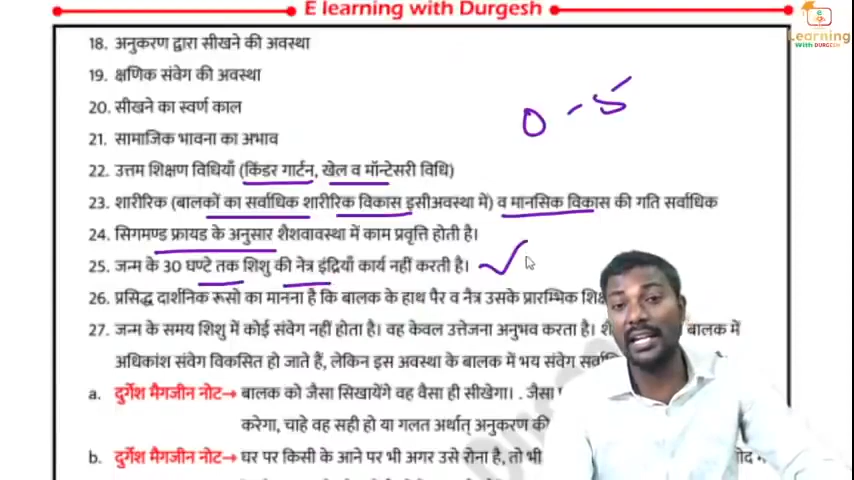 E learning with Durgesh
Learning
With DURGESH
18. अनुकरण द्वारा सीखने की अवस्था
19. क्षणिक संवेग की अवस्था
20. सीखने का स्वर्ण काल
0 - 5
21. सामाजिक भावना का अभाव
22. उत्तम शिक्षण विधियाँ (किंडर गार्टन, खेल व मॉन्टेसरी विधि)
23. शारीरिक (बालकों का सर्वाधिक शारीरिक विकास इसीअवस्था में) व मानसिक विकास की गति सर्वाधिक
24. सिगमण्ड फ्रायड के अनुसार शैशवावस्था में काम प्रवृत्ति होती है।
25. जन्म के 30 घण्टे तक शिशु की नेत्र इंद्रियाँ कार्य नहीं करती है।
26. प्रसिद्ध दार्शनिक रूसो का मानना है कि बालक के हाथ पैर व नैत्र उसके प्रारम्भिक
27. जन्म के समय शिशु में कोई संवेग नहीं होता है। वह केवल उत्तेजना अनुभव करता है। बालक में
अधिकांश संवेग विकसित हो जाते हैं, लेकिन इस अवस्था के बालक में भय संवेग
a. दुर्गेश मैगजीन नोट→ बालक को जैसा सिखायेंगे वह वैसा ही सीखेगा। . जैसा
करेगा, चाहे वह सही हो या गलत अर्थात् अनुकरण की
b. दुर्गेश मैगजीन नोट→ घर पर किसी के आने पर भी अगर उसे रोना है, तो भी